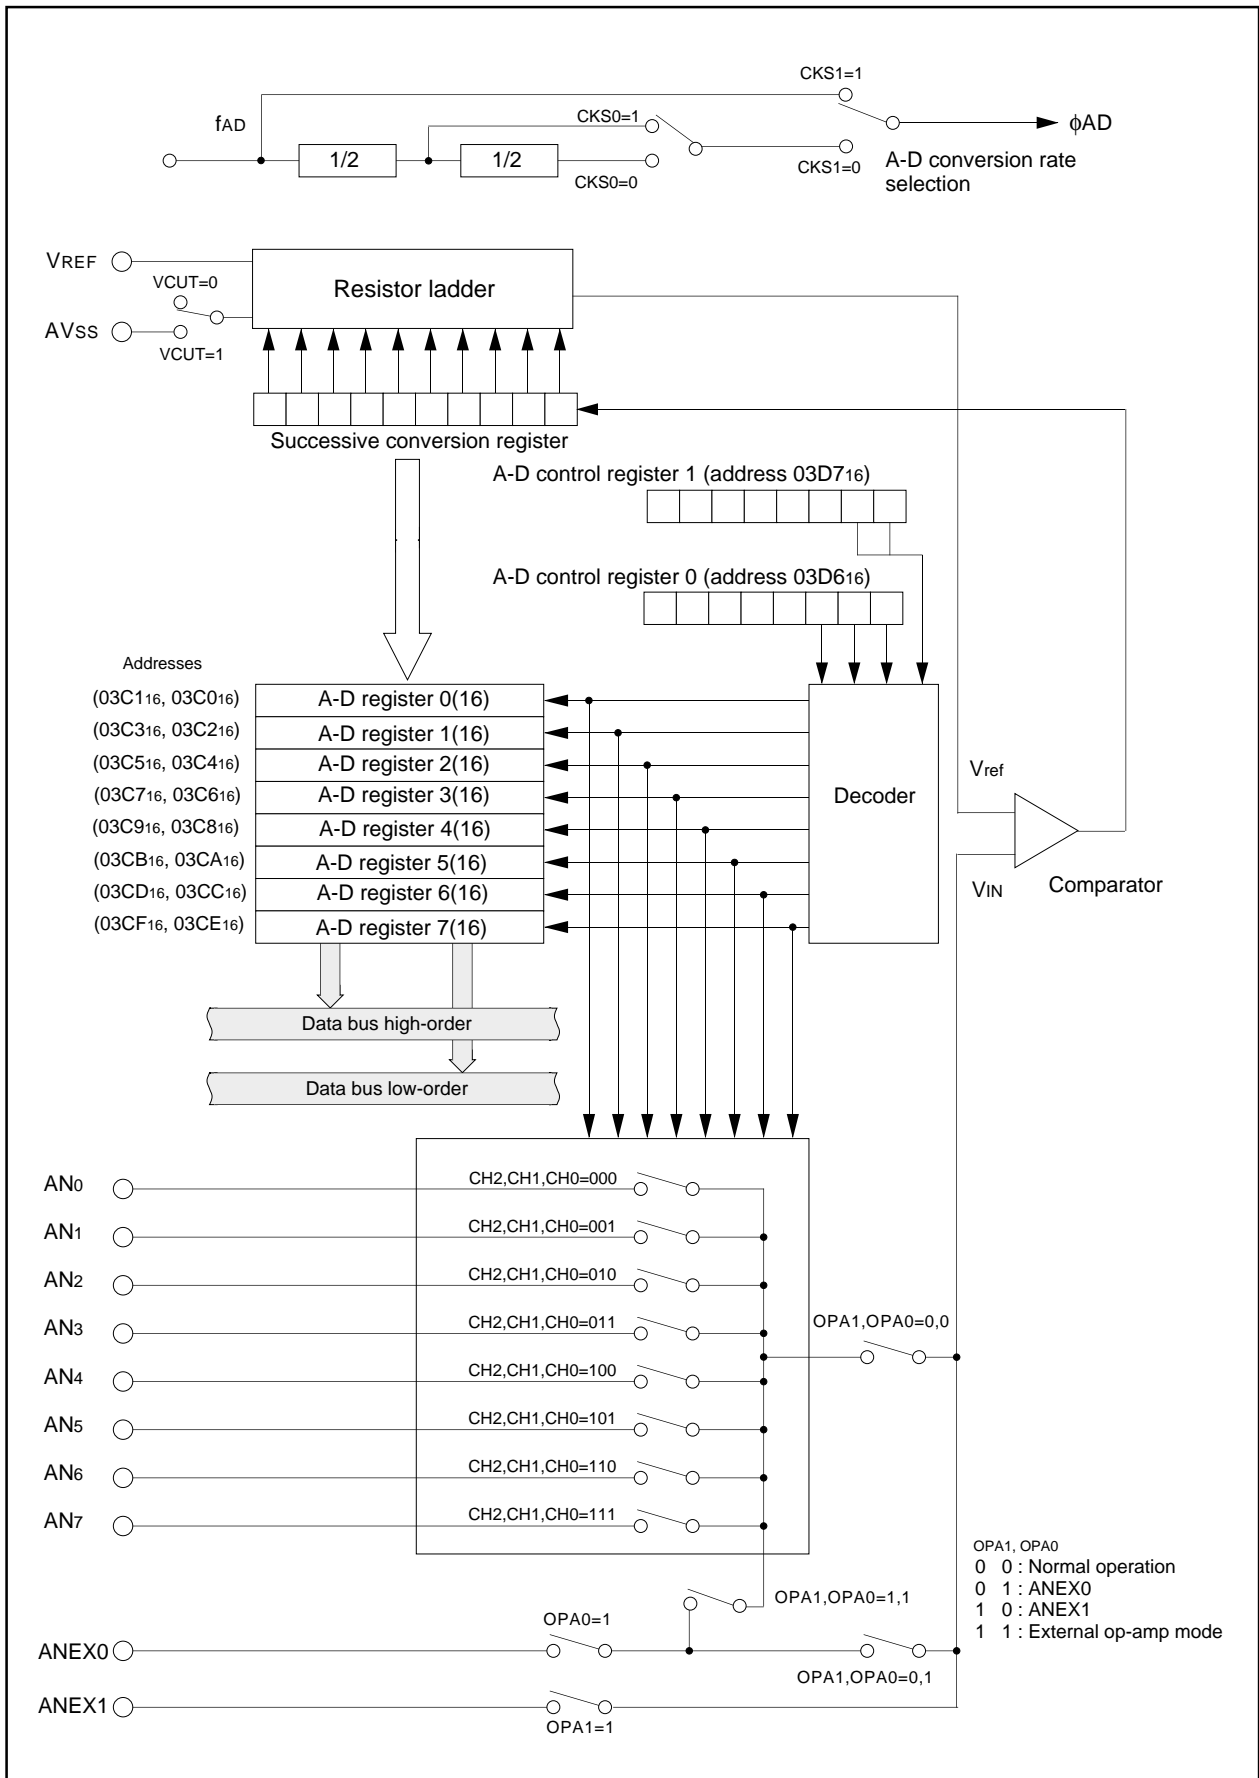 CKS1=1
fAD
CKS0=1
φAD
1/2
1/2
CKS0=0
CKS1=0
A-D conversion rate
selection
VREF
VCUT=0
Resistor ladder
AVSS
VCUT=1
Successive conversion register
A-D control register 1 (address 03D716)
A-D control register 0 (address 03D616)
Addresses
(03C116, 03C016)
A-D register 0(16)
(03C316, 03C216)
A-D register 1(16)
(03C516, 03C416)
A-D register 2(16)
(03C716, 03C616)
A-D register 3(16)
(03C916, 03C816)
A-D register 4(16)
(03CB16, 03CA16)
A-D register 5(16)
(03CD16, 03CC16)
A-D register 6(16)
(03CF16, 03CE16)
A-D register 7(16)
Decoder
Vref
VIN
Comparator
Data bus high-order
Data bus low-order
AN0
CH2,CH1,CH0=000
AN1
CH2,CH1,CH0=001
AN2
CH2,CH1,CH0=010
AN3
CH2,CH1,CH0=011
OPA1,OPA0=0,0
AN4
CH2,CH1,CH0=100
AN5
CH2,CH1,CH0=101
AN6
CH2,CH1,CH0=110
AN7
CH2,CH1,CH0=111
OPA1, OPA0
0 0 : Normal operation
0 1 : ANEX0
1 0 : ANEX1
1 1 : External op-amp mode
OPA1,OPA0=1,1
OPA0=1
ANEX0
OPA1,OPA0=0,1
ANEX1
OPA1=1